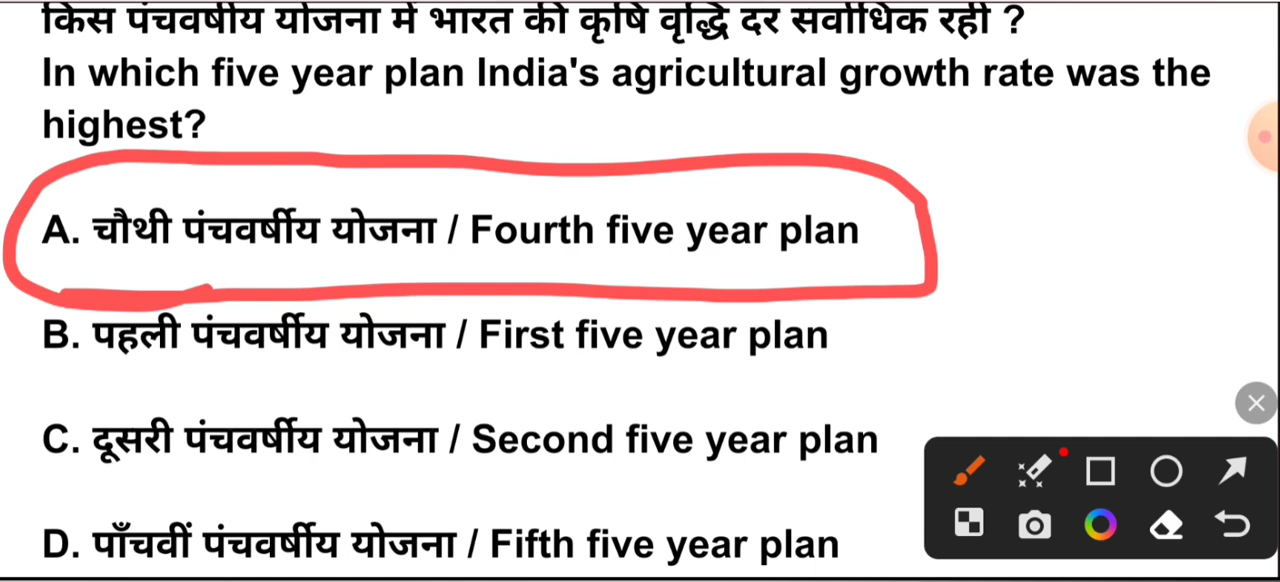 किस पंचवर्षीय योजना में भारत की कृषि वृद्धि दर सर्वाधिक रही ?
In which five year plan India's agricultural growth rate was the
highest?
A. चौथी पंचवर्षीय योजना / Fourth five year plan
B. पहली पंचवर्षीय योजना / First five year plan
C. दूसरी पंचवर्षीय योजना / Second five year plan
D. पाँचवीं पंचवर्षीय योजना / Fifth five year plan